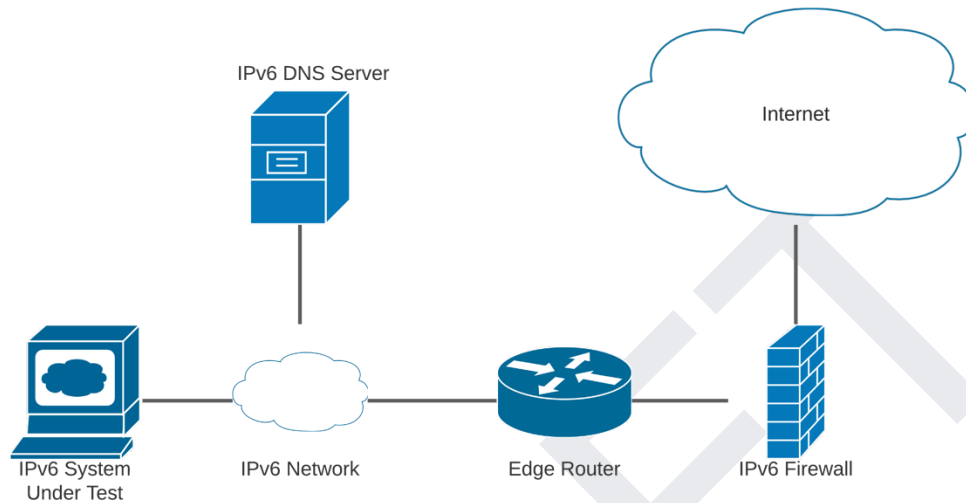 IPv6 DNS Server
Internet
IPv6 System
Under Test
IPv6 Network
Edge Router
IPv6 Firewall